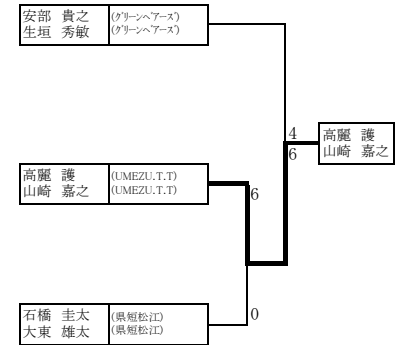 安部 貴之 (ｸﾞﾘｰﾝﾍﾞｱｰｽﾞ)
生垣 秀敏 (ｸﾞﾘｰﾝﾍﾞｱｰｽﾞ)
4
高麗 護
6
山崎 嘉之
高麗 護 (UMEZU.T.T)
山崎 嘉之 (UMEZU.T.T)
6
石橋 圭太 (県短松江)
0
大東 雄太 (県短松江)